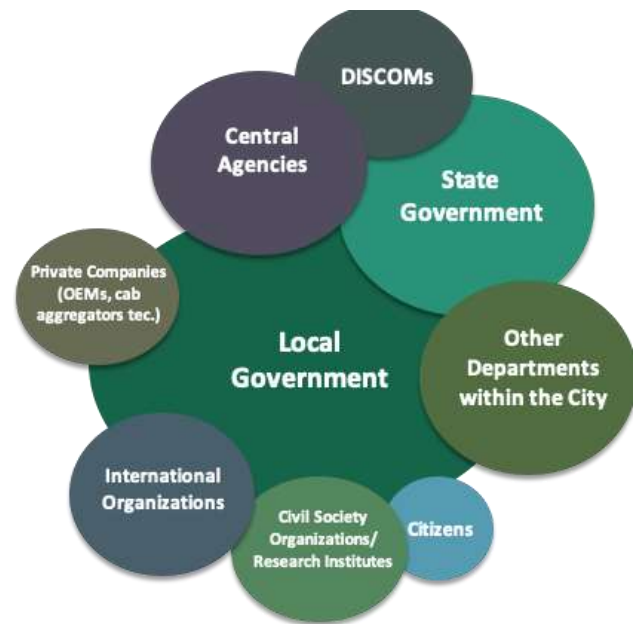 DISCOMs
Central
Agencies
State
Government
Private Companies
(OEMs, cab
aggregators tec.)
Local
Government
Other
Departments
within the City
International
Organizations
Civil Society
Organizations/
Research Institutes
Citizens